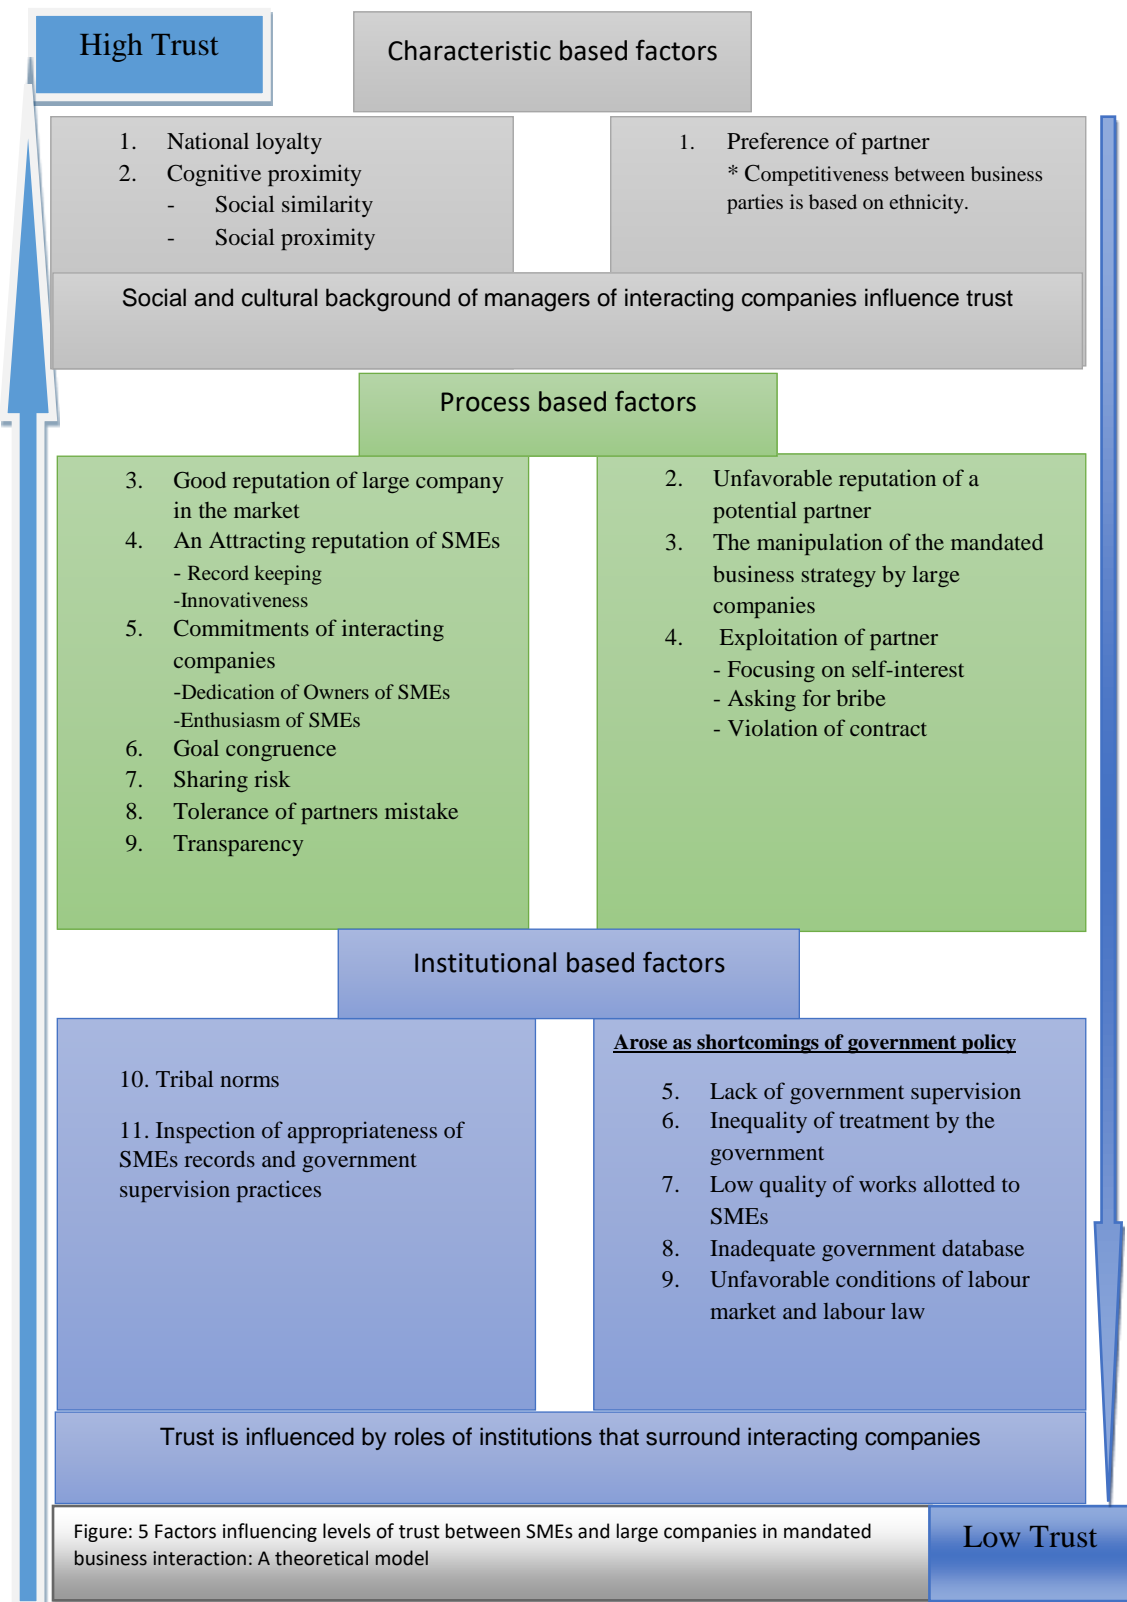 High Trust
Characteristic based factors
1. National loyalty
2. Cognitive proximity
- Social similarity
- Social proximity
1. Preference of partner
* Competitiveness between business
parties is based on ethnicity.
Social and cultural background of managers of interacting companies influence trust
Process based factors
3. Good reputation of large company
in the market
4. An Attracting reputation of SMEs
- Record keeping
-Innovativeness
5. Commitments of interacting
companies
-Dedication of Owners of SMEs
-Enthusiasm of SMEs
6. Goal congruence
7. Sharing risk
8. Tolerance of partners mistake
9. Transparency
2. Unfavorable reputation of a
potential partner
3. The manipulation of the mandated
business strategy by large
companies
4. Exploitation of partner
- Focusing on self-interest
- Asking for bribe
- Violation of contract
Institutional based factors
10. Tribal norms
11. Inspection of appropriateness of
SMEs records and government
supervision practices
Arose as shortcomings of government policy
5. Lack of government supervision
6. Inequality of treatment by the
government
7. Low quality of works allotted to
SMEs
8. Inadequate government database
9. Unfavorable conditions of labour
market and labour law
Trust is influenced by roles of institutions that surround interacting companies
Figure: 5 Factors influencing levels of trust between SMEs and large companies in mandated
business interaction: A theoretical model
Low Trust